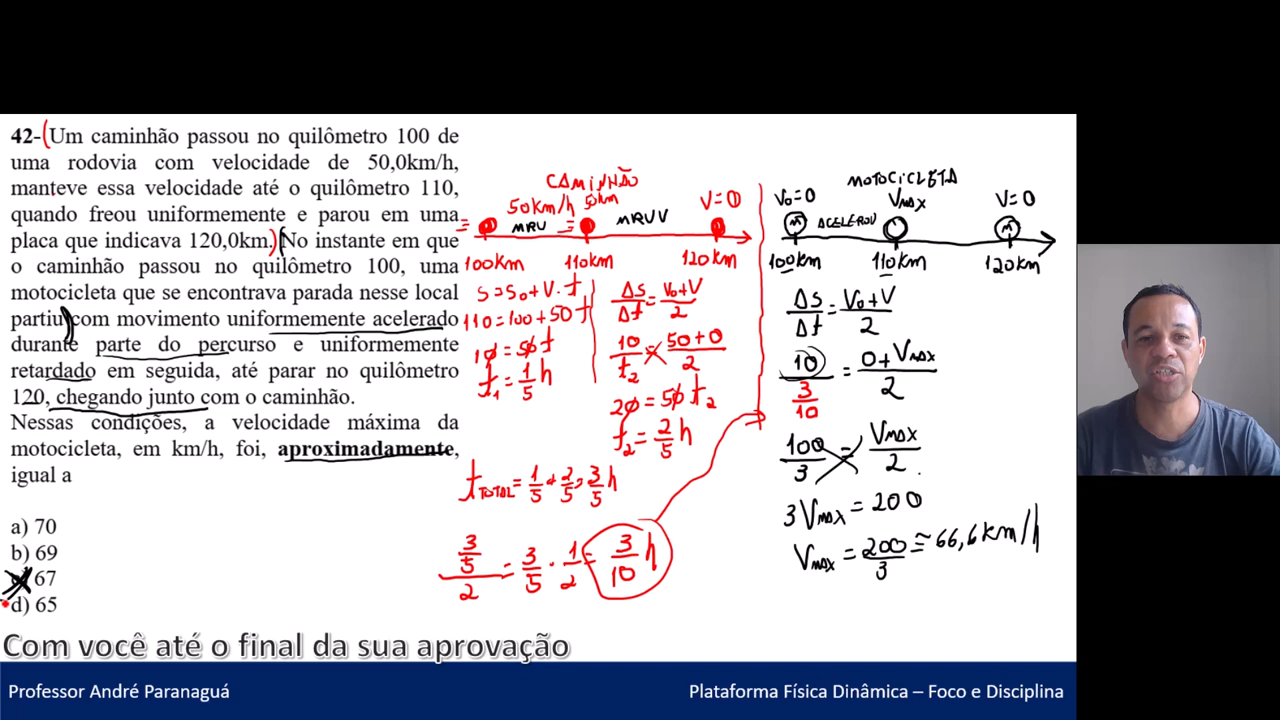 42-(Um caminhão passou no quilômetro 100 de
uma rodovia com velocidade de 50,0km/h,
manteve essa velocidade até o quilômetro 110,
quando freou uniformemente e parou em uma
placa que indicava 120,0km.) (No instante em que
o caminhão passou no quilômetro 100, uma
motocicleta que se encontrava parada nesse local
partiu) com movimento uniformemente acelerado
durante parte do percurso e uniformemente
retardado em seguida, até parar no quilômetro
120, chegando junto com o caminhão.
Nessas condições, a velocidade máxima da
motocicleta, em km/h, foi, aproximadamente,
igual a
a) 70
b) 69
67
d) 65
CAMINHÃO
50km/h 50km V=0
MRU MRUV
100km 110km 120km
S=S0+V.t
110=100+50t
10=50t
t1=1/5 h
ΔS/Δt=V0+V/2
10/t2=50+0/2
20=50t2
t2=2/5 h
tTOTAL=1/5+2/5=3/5h
3/5/2=3/5.1/2=3/10h
MOTOCICLETA
V0=0 VMAX V=0
M ACELEROU M
100km 110km 120km
ΔS/Δt=V0+V/2
10/3/10=0+VMAX/2
100/3=VMAX/2
3VMAX=200
VMAX=200/3≅66,6km/h
Com você até o final da sua aprovação
Professor André Paranaguá
Plataforma Física Dinâmica – Foco e Disciplina